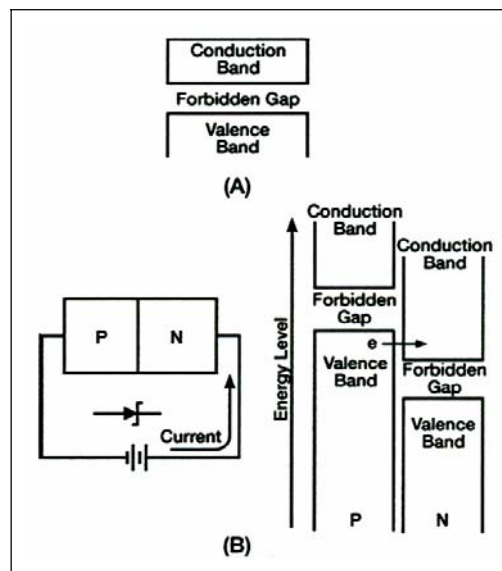 Conduction
Band
Forbidden Gap
Valence
Band
(A)
P
N
Current
Energy Level
Conduction
Band
Forbidden
Gap
e
Valence
Band
P
Conduction
Band
Forbidden
Gap
Valence
Band
N
(B)